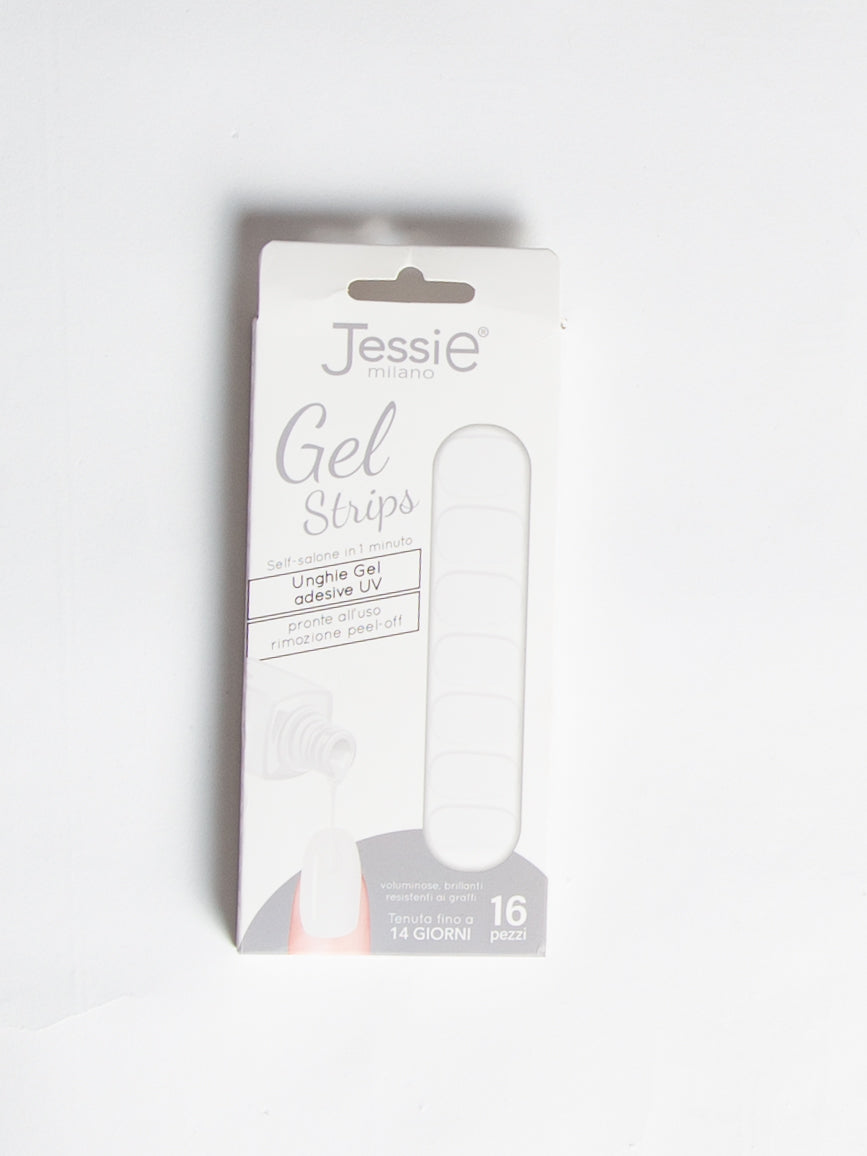 Jessie®
milano
Gel
Strips
Self-salone in 1 minuto
Unghie Gel
adesive UV
pronte all'uso
rimozione peel-off
voluminose, brillanti
resistenti ai graffi
Tenuta fino a
14 GIORNI
16
pezzi